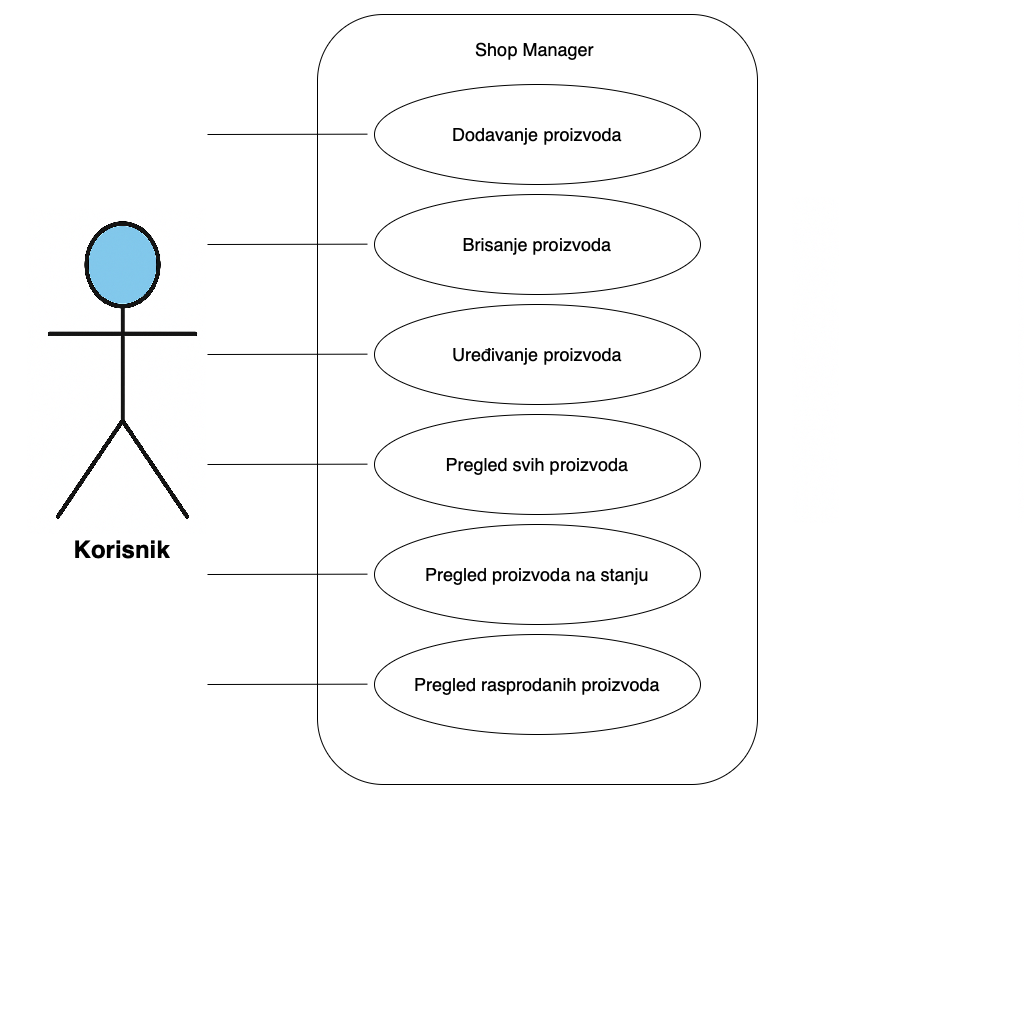 Shop Manager
Dodavanje proizvoda
Brisanje proizvoda
Uređivanje proizvoda
Pregled svih proizvoda
Korisnik
Pregled proizvoda na stanju
Pregled rasprodanih proizvoda